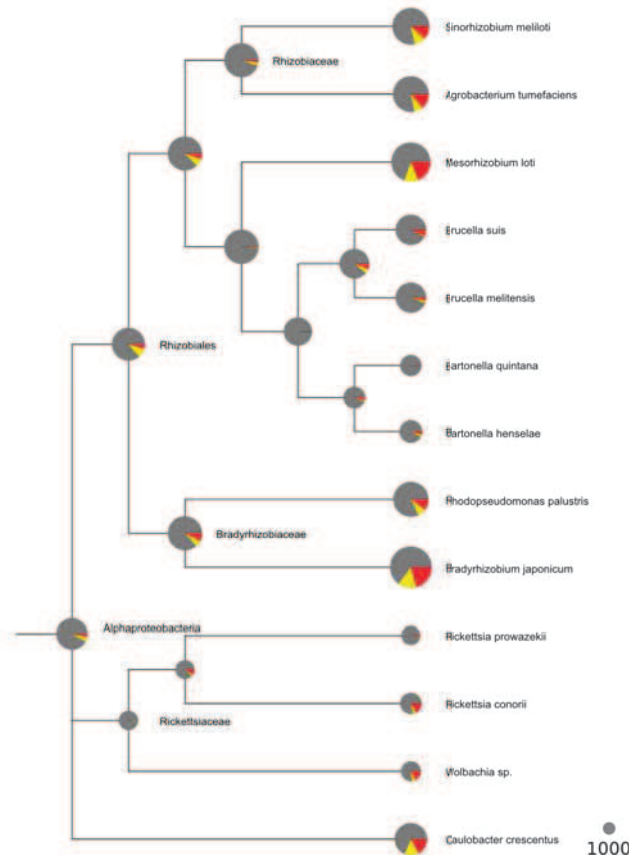 Sinorhizobium meliloti
Rhizobiaceae
Agrobacterium tumefaciens
Mesorhizobium loti
Brucella suis
Brucella melitensis
Rhizobiales
Bartonella quintana
Bartonella henselae
Rhodopseudomonas palustris
Bradyrhizobiaceae
Bradyrhizobium japonicum
Alphaproteobacteria
Rickettsia prowazekii
Rickettsia conorii
Rickettsiaceae
Wolbachia sp.
Caulobacter crescentus
1000